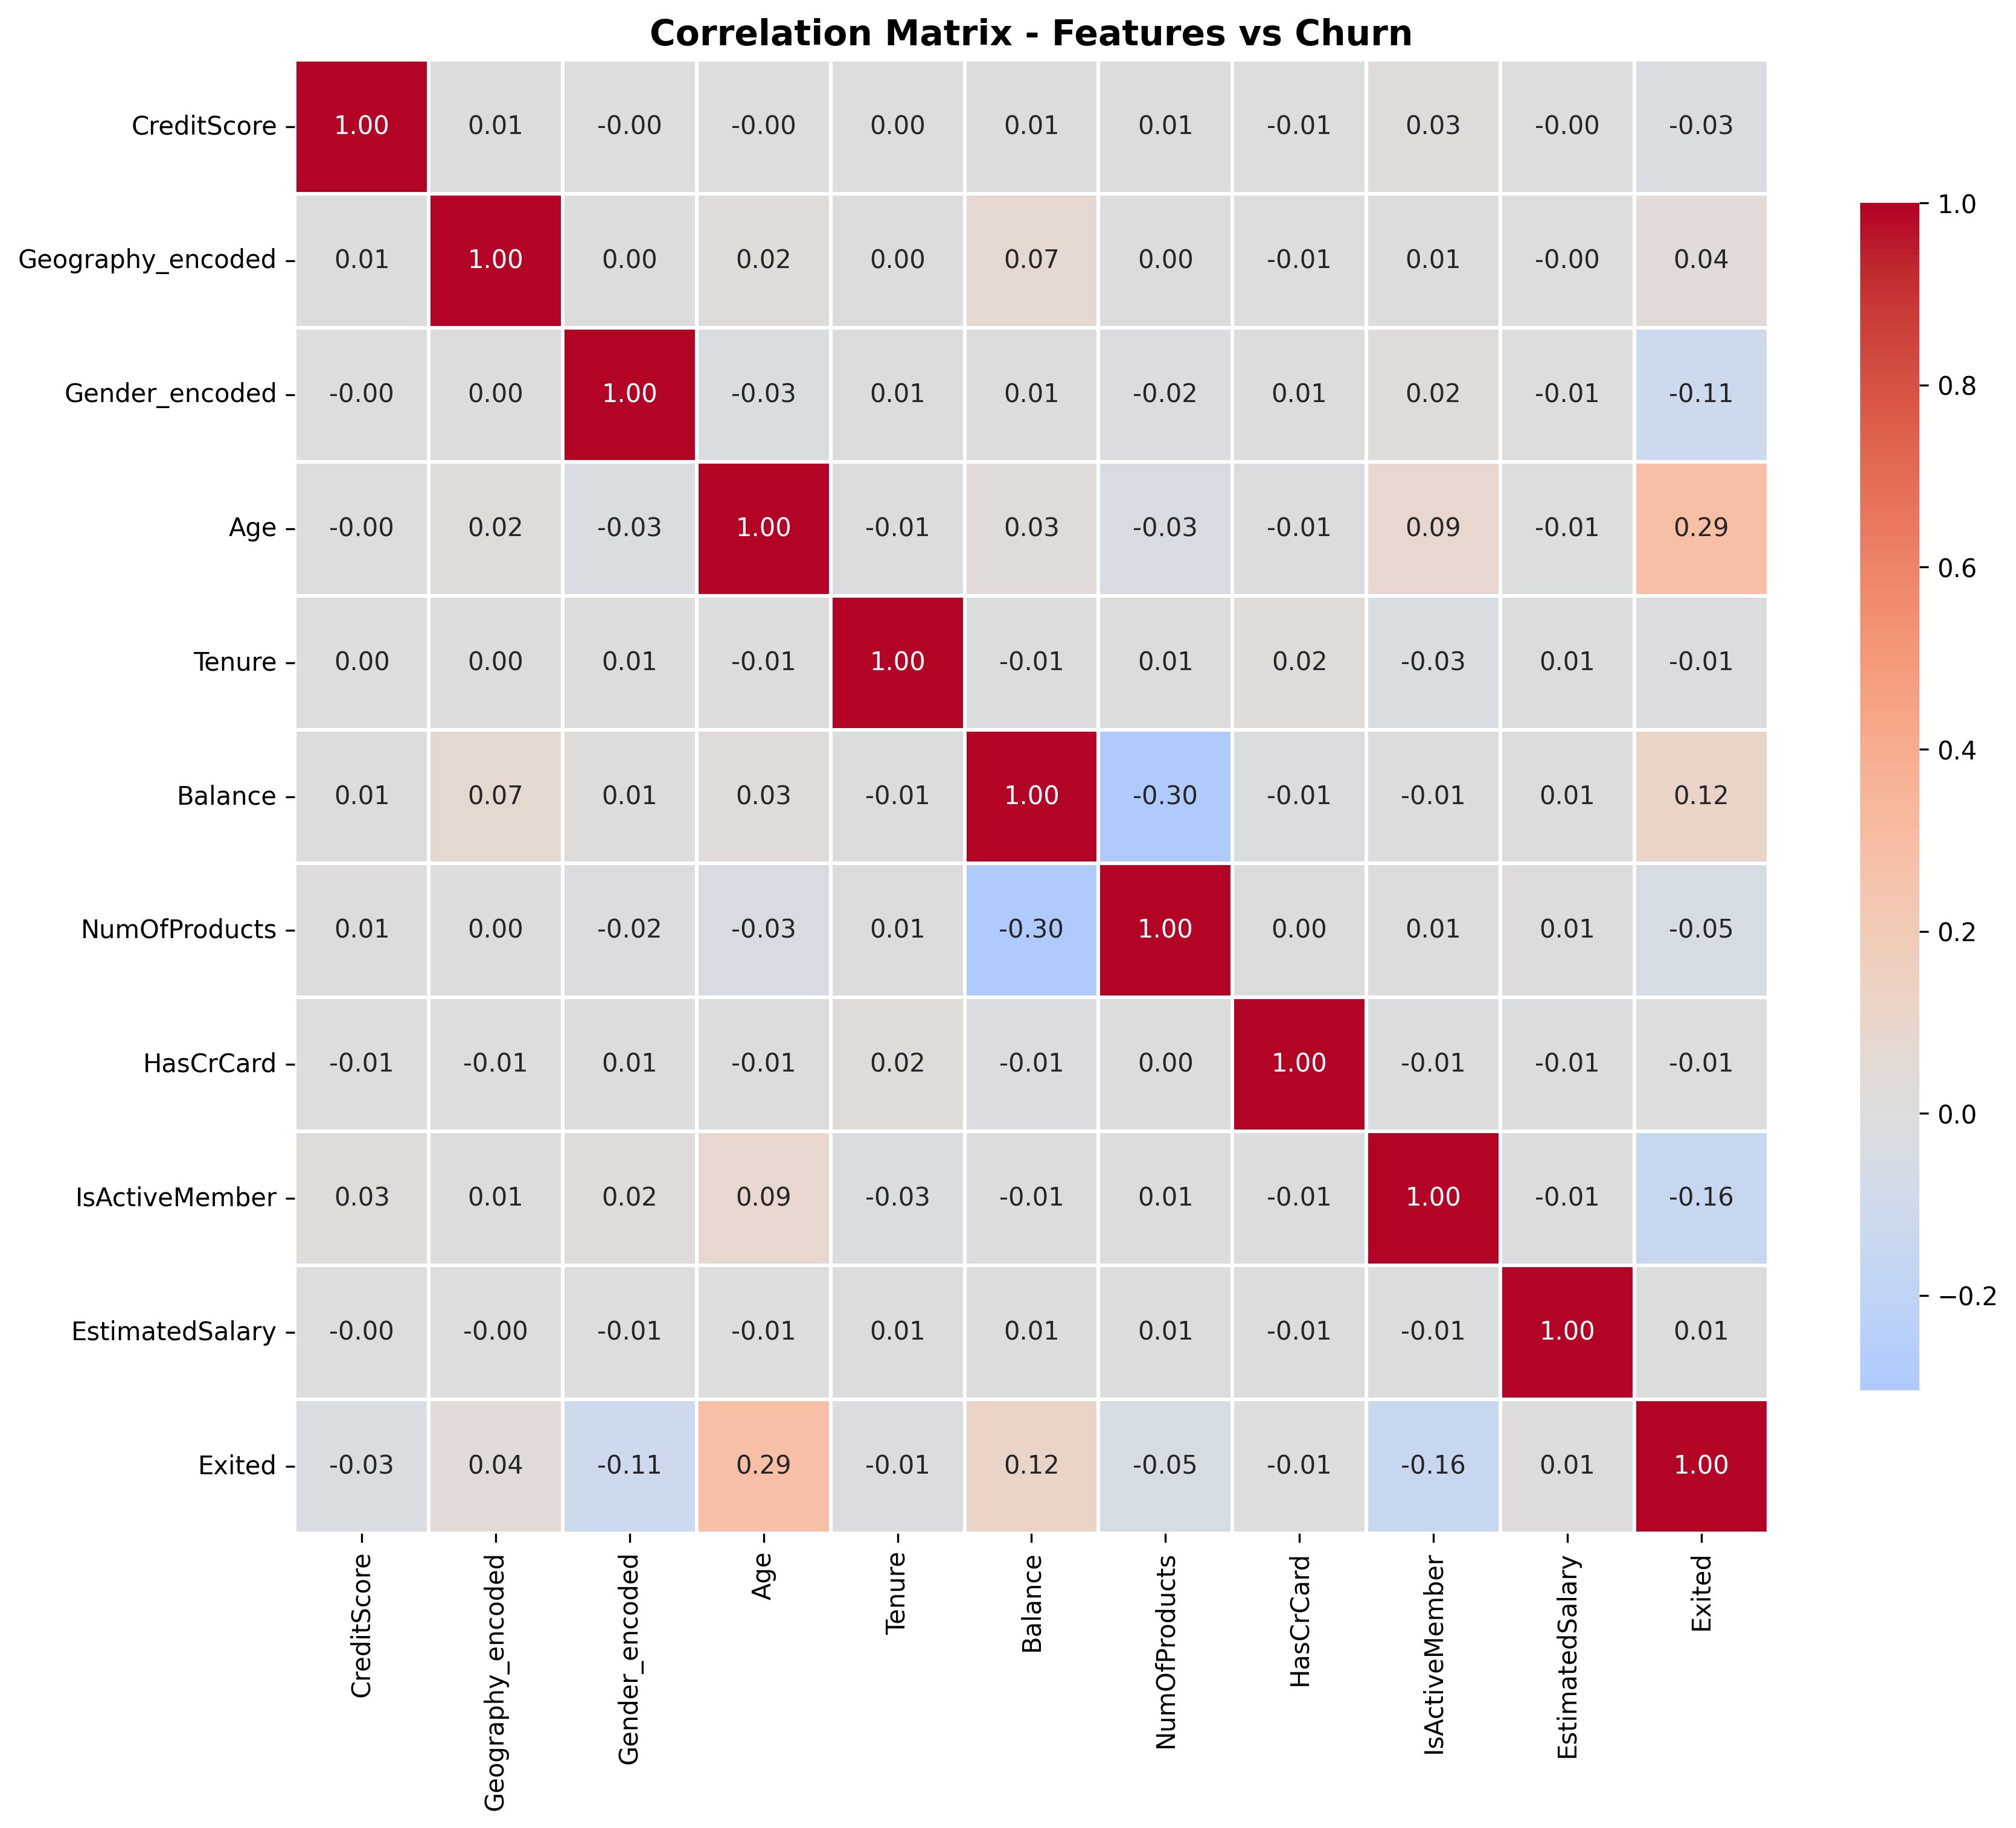 Correlation Matrix - Features vs Churn
CreditScore 1.00 0.01 -0.00 -0.00 0.00 0.01 0.01 -0.01 0.03 -0.00 -0.03
Geography_encoded 0.01 1.00 0.00 0.02 0.00 0.07 0.00 -0.01 0.01 -0.00 0.04
Gender_encoded -0.00 0.00 1.00 -0.03 0.01 0.01 -0.02 0.01 0.02 -0.01 -0.11
Age -0.00 0.02 -0.03 1.00 -0.01 0.03 -0.03 -0.01 0.09 -0.01 0.29
Tenure 0.00 0.00 0.01 -0.01 1.00 -0.01 0.01 0.02 -0.03 0.01 -0.01
Balance 0.01 0.07 0.01 0.03 -0.01 1.00 -0.30 -0.01 -0.01 0.01 0.12
NumOfProducts 0.01 0.00 -0.02 -0.03 0.01 -0.30 1.00 0.00 0.01 0.01 -0.05
HasCrCard -0.01 -0.01 0.01 -0.01 0.02 -0.01 0.00 1.00 -0.01 -0.01 -0.01
IsActiveMember 0.03 0.01 0.02 0.09 -0.03 -0.01 0.01 -0.01 1.00 -0.01 -0.16
EstimatedSalary -0.00 -0.00 -0.01 -0.01 0.01 0.01 0.01 -0.01 -0.01 1.00 0.01
Exited -0.03 0.04 -0.11 0.29 -0.01 0.12 -0.05 -0.01 -0.16 0.01 1.00
CreditScore
Geography_encoded
Gender_encoded
Age
Tenure
Balance
NumOfProducts
HasCrCard
IsActiveMember
EstimatedSalary
Exited
1.0
0.8
0.6
0.4
0.2
0.0
−0.2